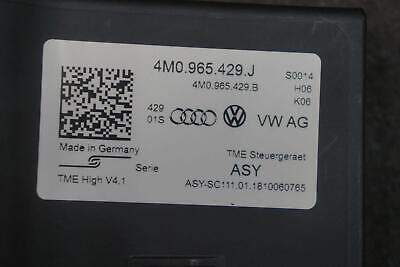 4M0.965.429.J
4M0.965.429.B
S0014
H06
K06
429
01S
VW AG
Made in Germany
Serie
TME High V4.1
TME Steuergeraet
ASY
ASY-SC111.01.1810060765